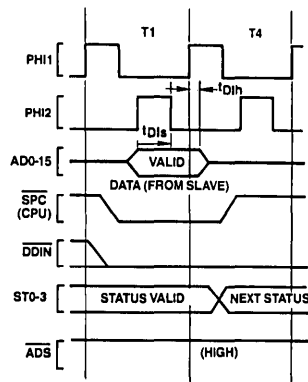 T1 T4
PHI1
tDIh
PHI2
tDIs
AD0-15 VALID
DATA (FROM SLAVE)
SPC
(CPU)
DDIN
ST0-3 STATUS VALID NEXT STATUS
ADS (HIGH)